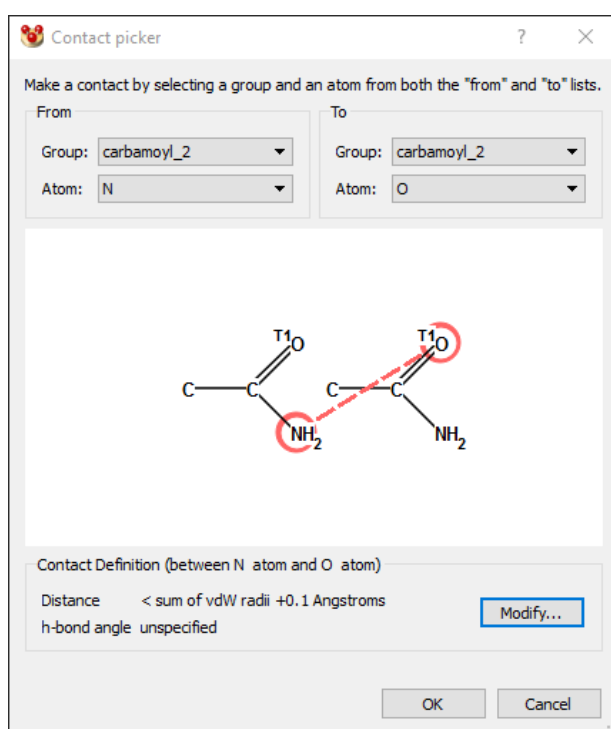 Contact picker
Make a contact by selecting a group and an atom from both the "from" and "to" lists.
From
To
Group: carbamoyl_2
Group: carbamoyl_2
Atom: N
Atom: O
T1O
T1O
C C C C
NH2 NH2
Contact Definition (between N atom and O atom)
Distance < sum of vdW radii +0.1 Angstroms
Modify...
h-bond angle unspecified
OK Cancel